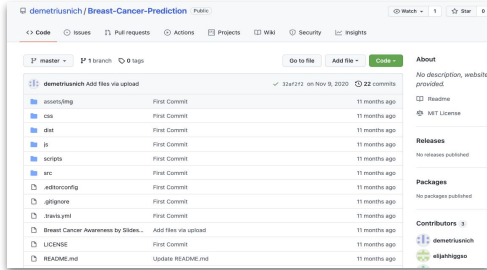 demetriusnich / Breast-Cancer-Prediction Public
Watch 1 Star 0
<> Code Issues Pull requests Actions Projects Wiki Security Insights
master 1 branch 0 tags Go to file Add file Code
demetriusnich Add files via upload 32af2f2 on Nov 9, 2020 22 commits
assets/img First Commit 11 months ago
css First Commit 11 months ago
dist First Commit 11 months ago
js First Commit 11 months ago
scripts First Commit 11 months ago
src First Commit 11 months ago
.editorconfig First Commit 11 months ago
.gitignore First Commit 11 months ago
.travis.yml First Commit 11 months ago
Breast Cancer Awareness by Slides... Add files via upload 11 months ago
LICENSE First Commit 11 months ago
README.md Update README.md 11 months ago
About
No description, website
provided.
Readme
MIT License
Releases
No releases published
Packages
No packages published
Contributors 3
demetriusnich
elijahhiggso